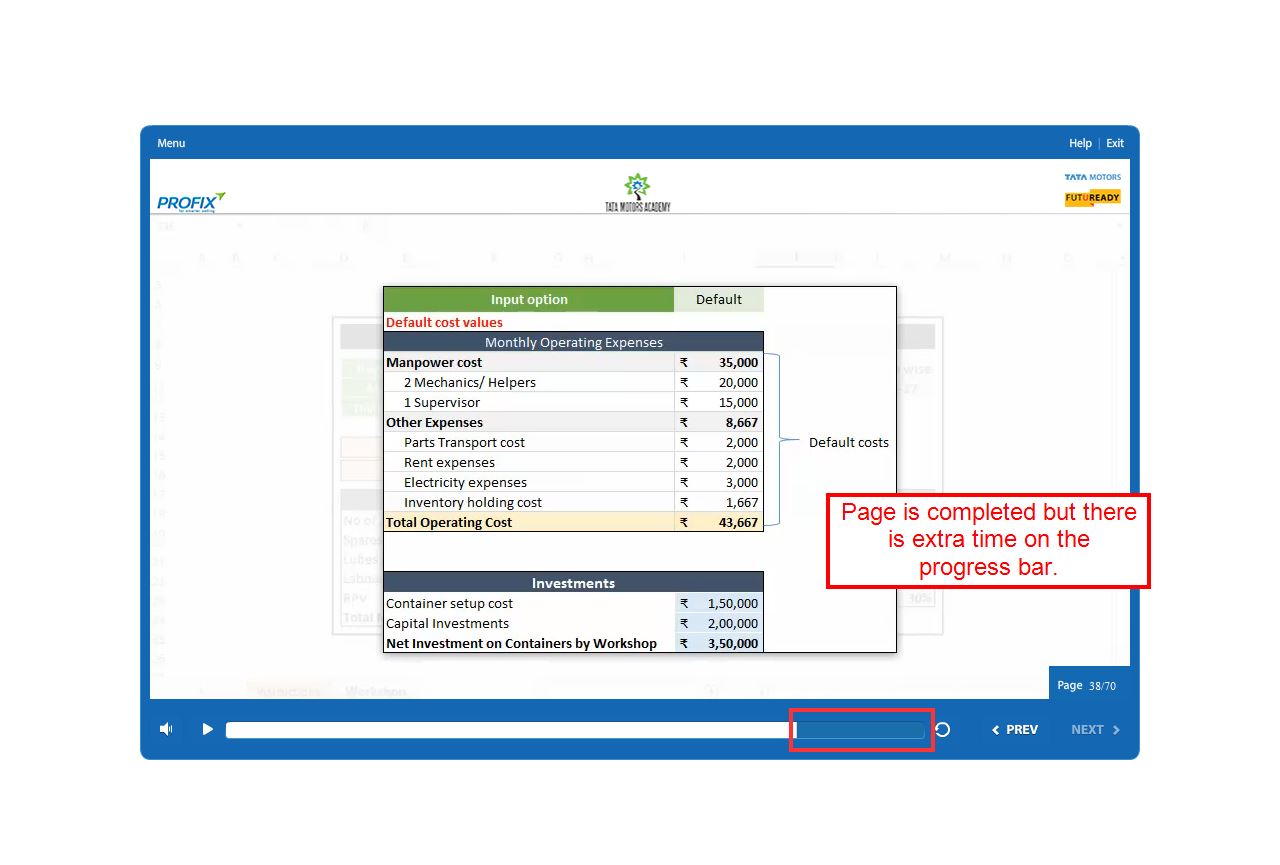 Menu
Help | Exit
PROFIX
TATA MOTORS ACADEMY
TATA MOTORS
FUTUREADY
Input option Default
Default cost values
Monthly Operating Expenses
Manpower cost ₹ 35,000
2 Mechanics/ Helpers ₹ 20,000
1 Supervisor ₹ 15,000
Other Expenses ₹ 8,667
Parts Transport cost ₹ 2,000
Default costs
Rent expenses ₹ 2,000
Electricity expenses ₹ 3,000
Inventory holding cost ₹ 1,667
Total Operating Cost ₹ 43,667
Page is completed but there
is extra time on the
progress bar.
Investments
Container setup cost ₹ 1,50,000
Capital Investments ₹ 2,00,000
Net Investment on Containers by Workshop ₹ 3,50,000
10%
Page 38/70
PREV
NEXT